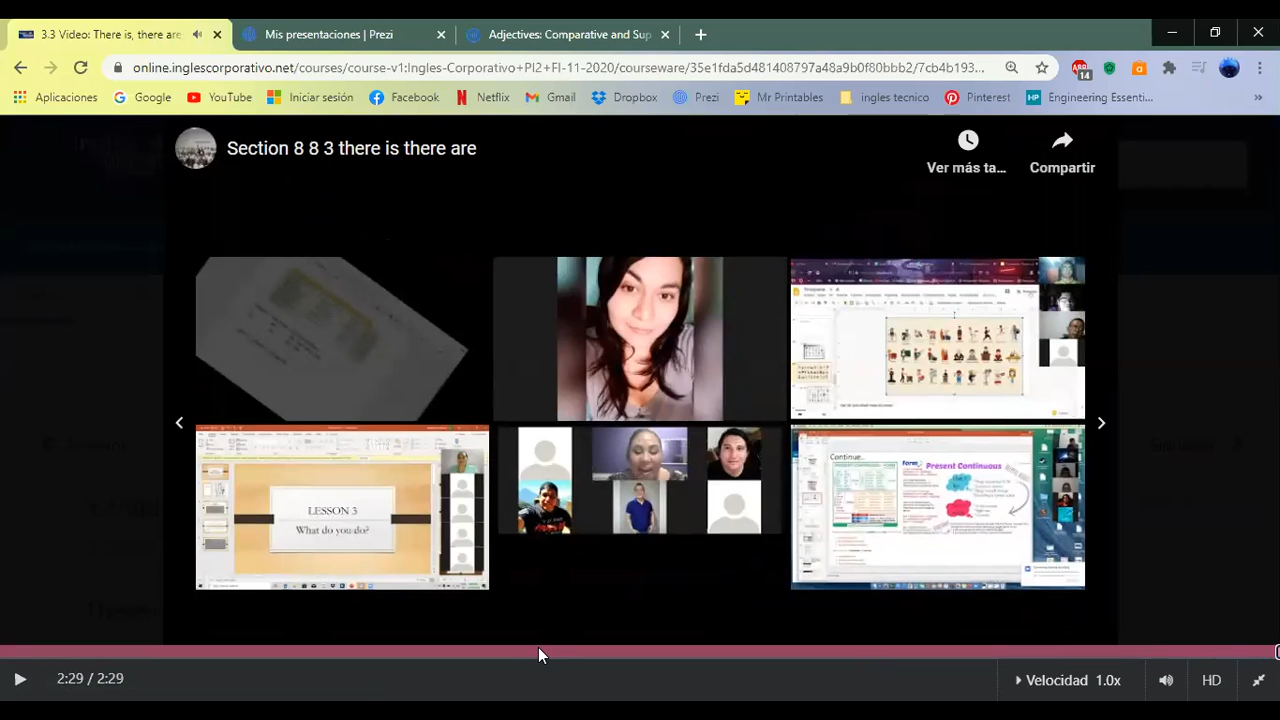 3.3 Video: There is, there are
Mis presentaciones | Prezi
Adjectives: Comparative and Sup
online.inglescorporativo.net/courses/course-v1:Ingles-Corporativo+PI2+FI-11-2020/courseware/35e1fda5d481408797a48a9b0f80bbb2/7cb4b193...
14
Aplicaciones
Google
YouTube
Iniciar sesión
Facebook
Netflix
Gmail
Dropbox
Prezi
Mr Printables
ingles tecnico
Pinterest
HP
Engineering Essenti...
»
Section 8 8 3 there is there are
Ver más ta...
Compartir
LESSON 3
What do you do?
Continue...
form
Present Continuous
2:29 / 2:29
Velocidad 1.0x
HD